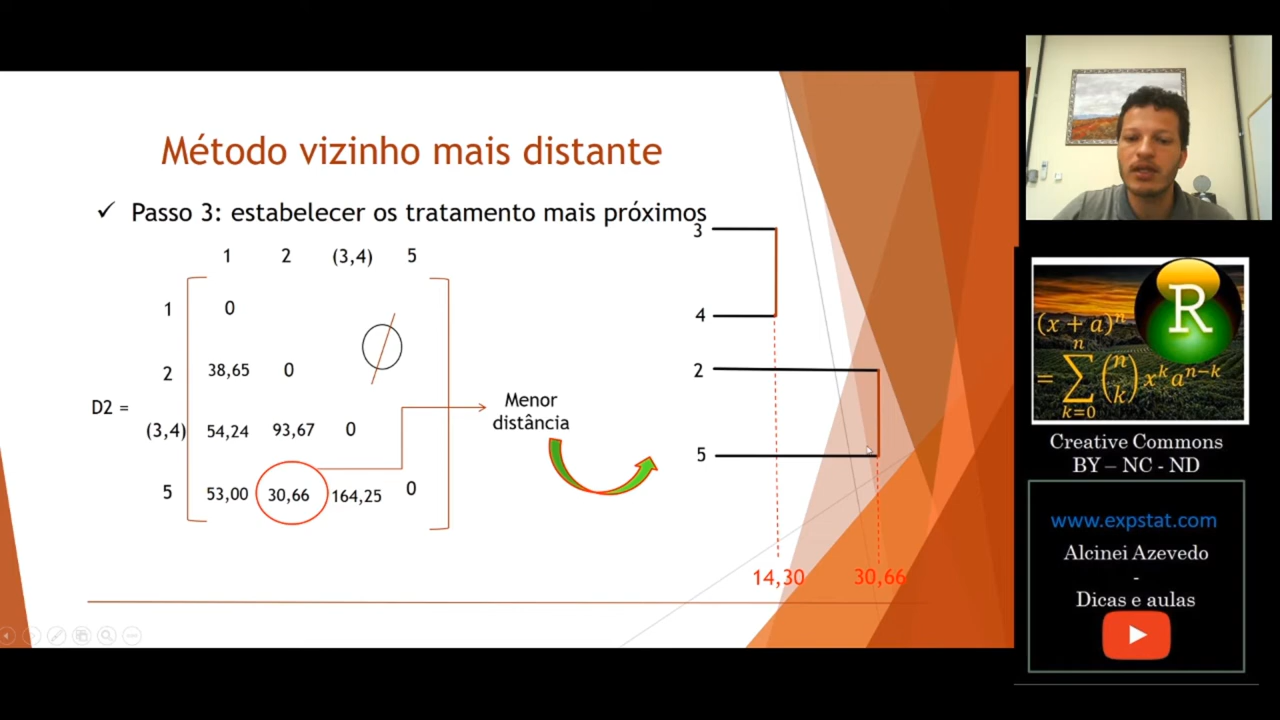 Método vizinho mais distante
✓ Passo 3: estabelecer os tratamento mais próximos
1 2 (3,4) 5
1 0
2 38,65 0
D2 =
(3,4) 54,24 93,67 0
5 53,00 30,66 164,25 0
Menor
distância
3
4
2
5
14,30 30,66
(x + a)ⁿ
= ∑ₖ₌₀ⁿ (n k) xᵏaⁿ⁻ᵏ
R
Creative Commons
BY – NC - ND
www.expstat.com
Alcinei Azevedo
-
Dicas e aulas